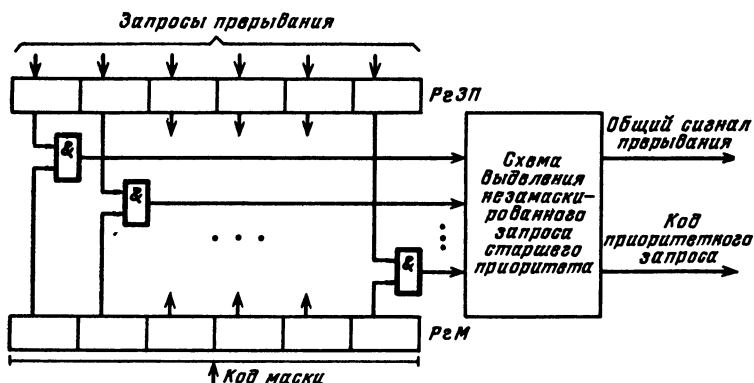 Запросы прерывания
РгЗП
&
&
&
Схема
выделения
незамаски-
рованного
запроса
старшего
приоритета
Общий сигнал
прерывания
Код
приоритетного
запроса
РгМ
Код маски